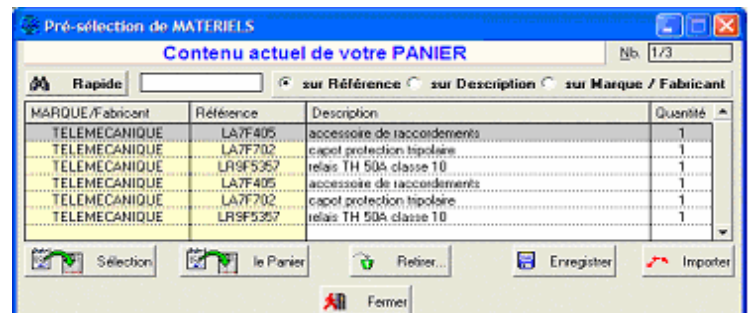 Pré-sélection de MATERIELS
Contenu actuel de votre PANIER Nb. 1/3
Rapide sur Référence sur Description sur Marque / Fabricant
MARQUE/Fabricant Référence Description Quantité
TELEMECANIQUE LA7F405 accessoire de raccordements 1
TELEMECANIQUE LA7F702 capot protection tripolaire 1
TELEMECANIQUE LR9F5357 relais TH 50A classe 10 1
TELEMECANIQUE LA7F405 accessoire de raccordements 1
TELEMECANIQUE LA7F702 capot protection tripolaire 1
TELEMECANIQUE LR9F5357 relais TH 50A classe 10 1
Sélection le Panier Retirer... Enregistrer Importer
Fermer